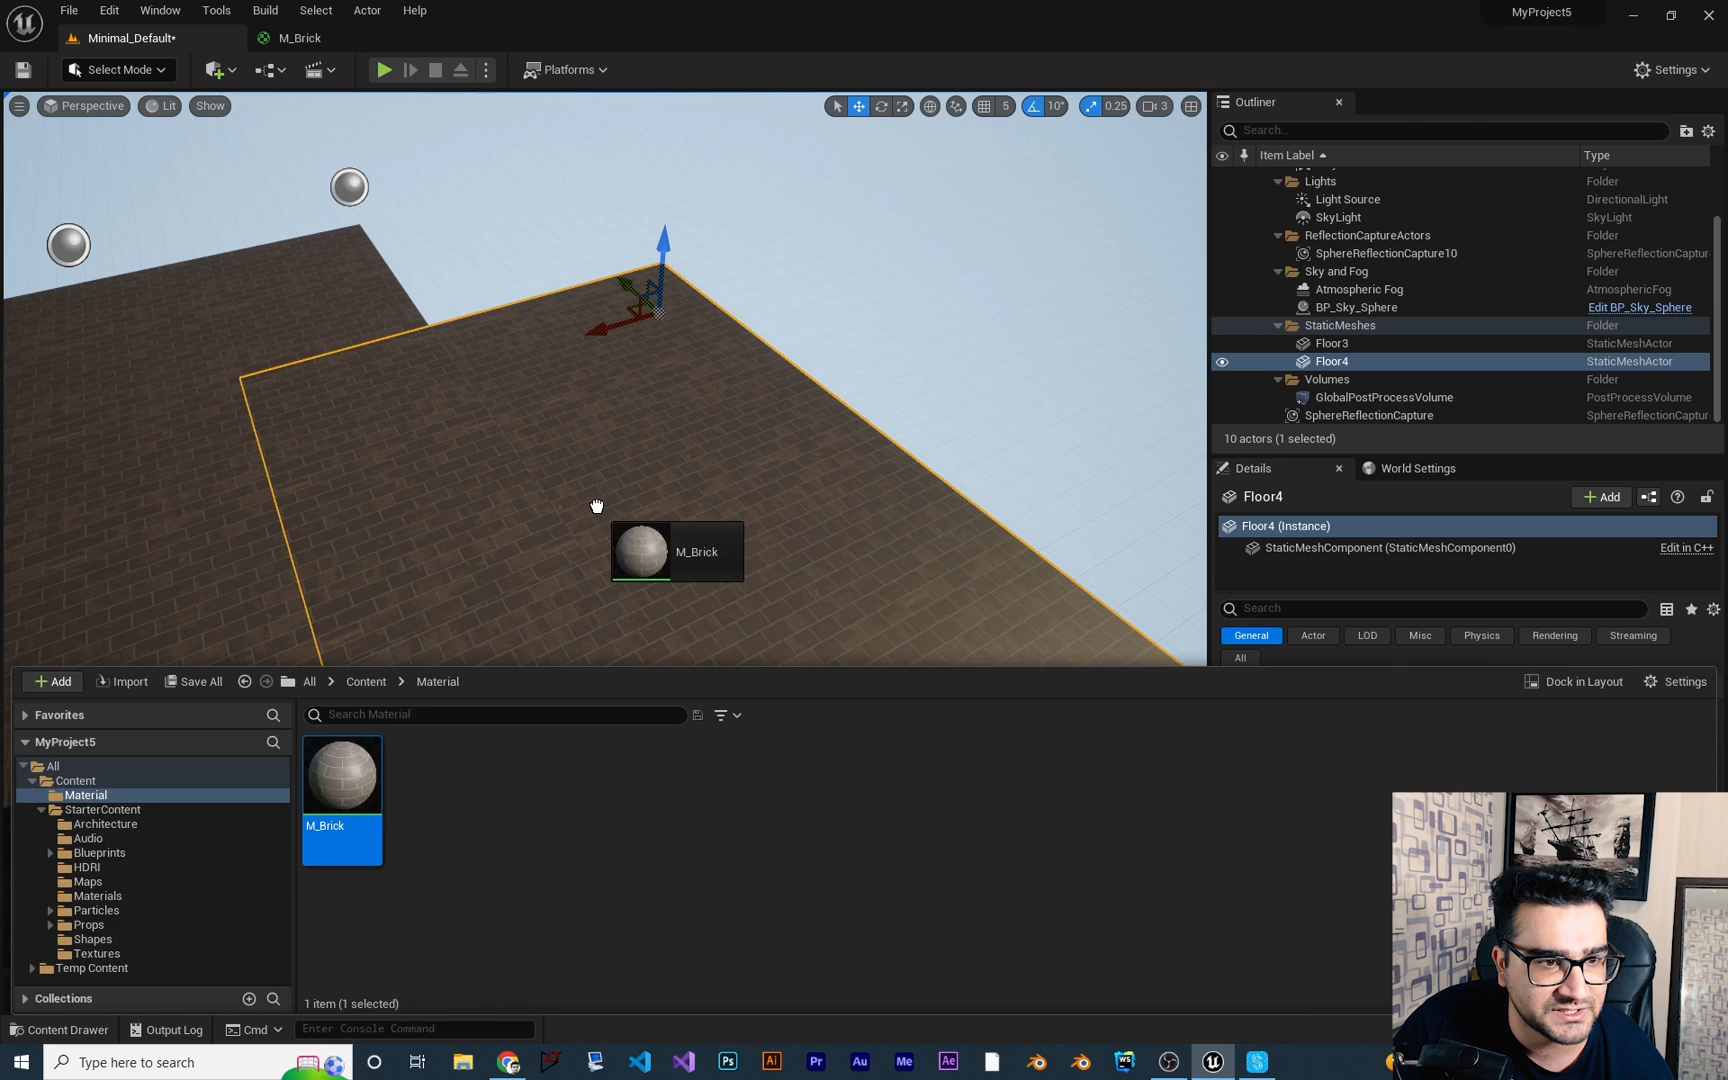 File Edit Window Tools Build Select Actor Help
MyProject5
Minimal_Default*
M_Brick
Select Mode
Platforms
Settings
Perspective
Lit
Show
5
10°
0.25
3
Outliner
Search...
Item Label
Type
Lights Folder
Light Source DirectionalLight
SkyLight SkyLight
ReflectionCaptureActors Folder
SphereReflectionCapture10 SphereReflectionCaptur
Sky and Fog Folder
Atmospheric Fog AtmosphericFog
BP_Sky_Sphere Edit BP_Sky_Sphere
StaticMeshes Folder
Floor3 StaticMeshActor
Floor4 StaticMeshActor
Volumes Folder
GlobalPostProcessVolume PostProcessVolume
SphereReflectionCapture SphereReflectionCaptur
10 actors (1 selected)
Details
World Settings
Floor4
Add
Floor4 (Instance)
StaticMeshComponent (StaticMeshComponent0)
Edit in C++
Search
General Actor LOD Misc Physics Rendering Streaming
All
M_Brick
Add
Import
Save All
All
Content
Material
Dock in Layout
Settings
Favorites
Search Material
MyProject5
All
Content
Material
StarterContent
Architecture
Audio
Blueprints
HDRI
Maps
Materials
Particles
Props
Shapes
Textures
Temp Content
Collections
M_Brick
1 item (1 selected)
Content Drawer
Output Log
Cmd
Enter Console Command
Type here to search
Ps
Ai
Pr
Au
Me
Ae
WS